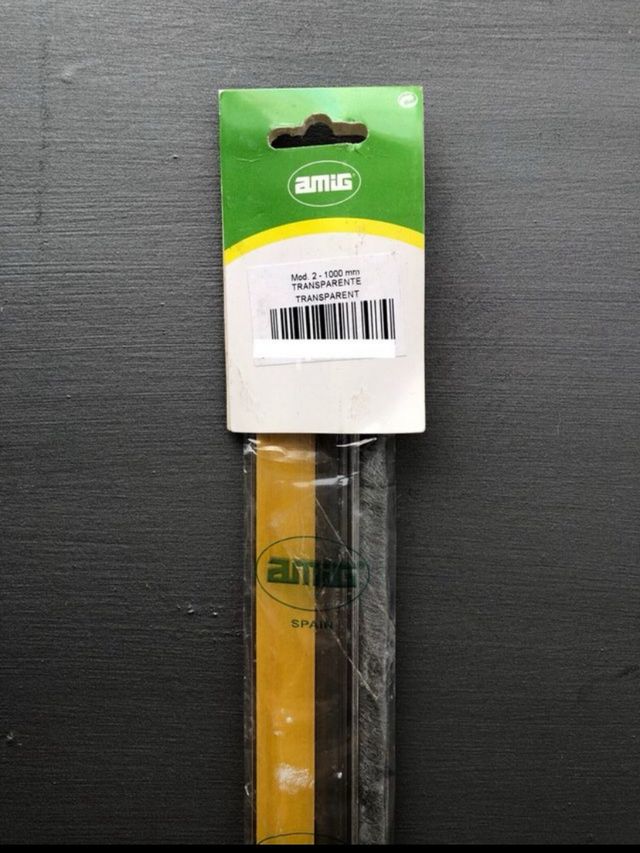 amiG
Mod. 2 - 1000 mm
TRANSPARENTE
TRANSPARENT
amiG
SPAIN